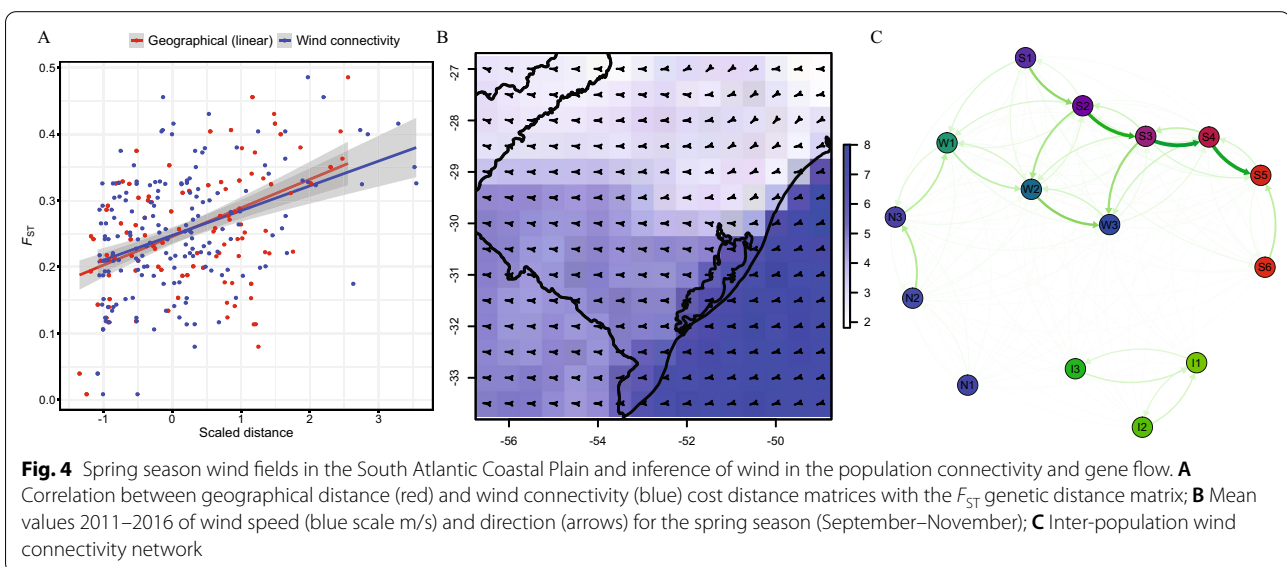 A
Geographical (linear) Wind connectivity
0.5
0.4
0.3
0.2
0.1
0.0
FST
-1 0 1 2 3
Scaled distance
B
-27
-28
-29
-30
-31
-32
-33
-56 -54 -52 -50
8
7
6
5
4
3
2
C
S1
S2
S3
S4
S5
S6
W1
W2
W3
N3
N2
N1
I3
I1
I2
Fig. 4 Spring season wind fields in the South Atlantic Coastal Plain and inference of wind in the population connectivity and gene flow. A
Correlation between geographical distance (red) and wind connectivity (blue) cost distance matrices with the FST genetic distance matrix; B Mean
values 2011–2016 of wind speed (blue scale m/s) and direction (arrows) for the spring season (September–November); C Inter-population wind
connectivity network